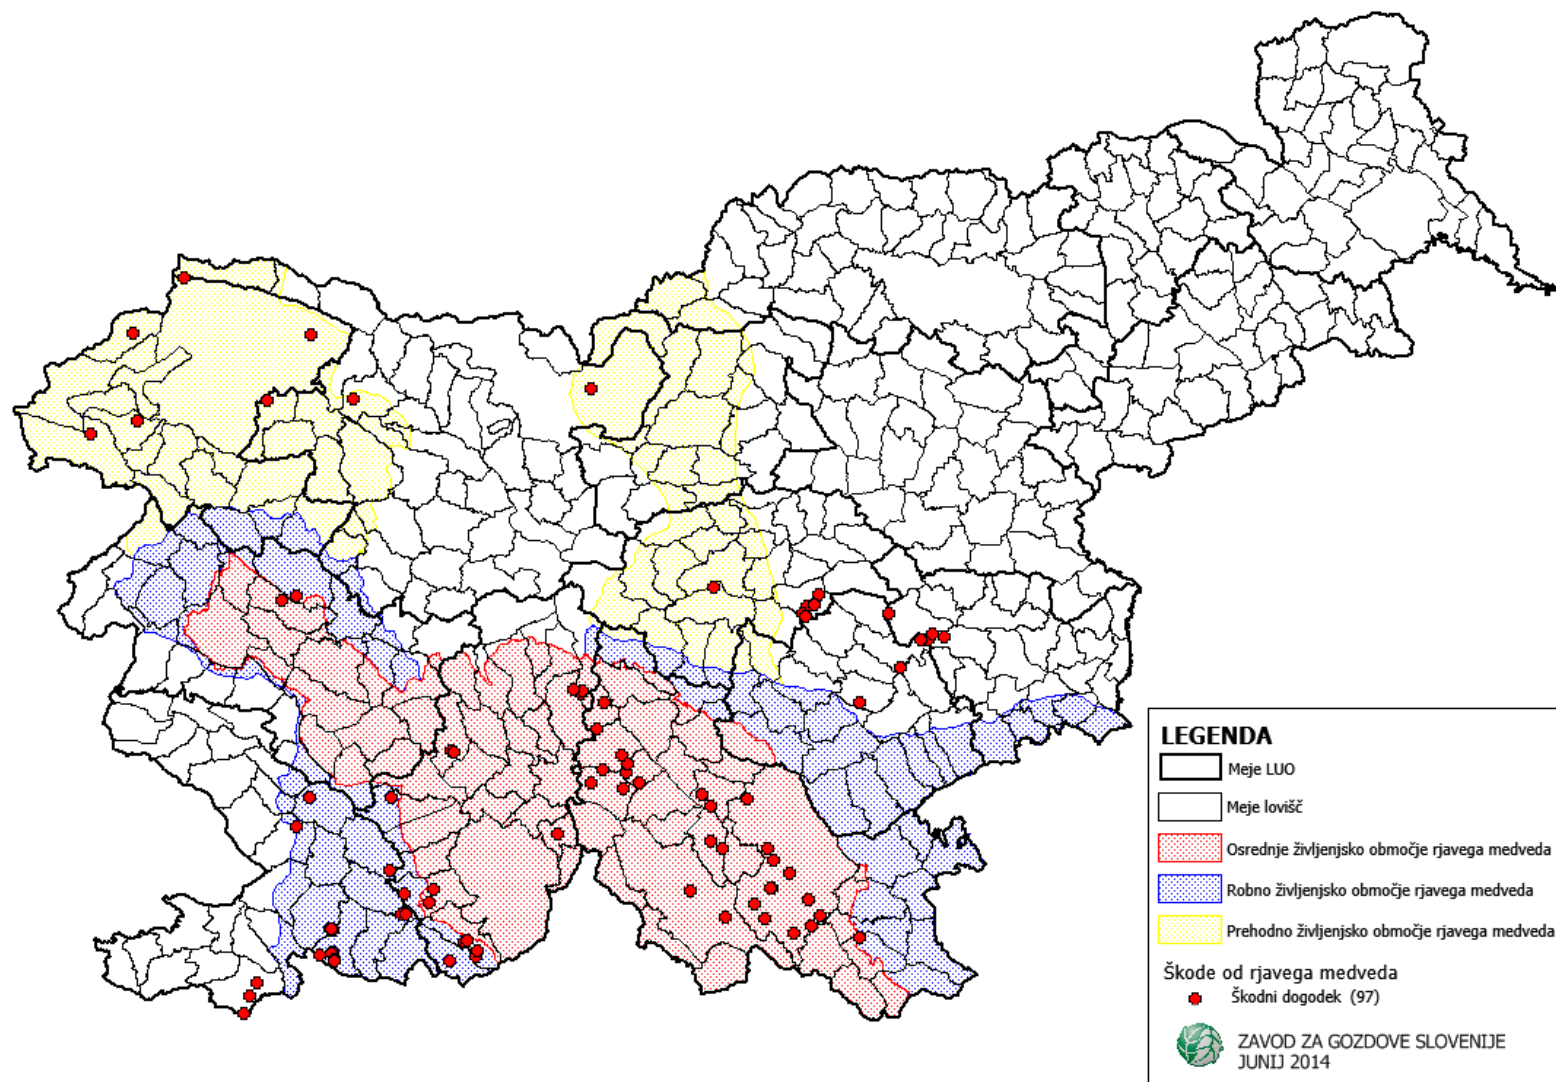 LEGENDA
Meje LUO
Meje lovišč
Osrednje življenjsko območje rjavega medveda
Robno življenjsko območje rjavega medveda
Prehodno življenjsko območje rjavega medveda
Škode od rjavega medveda
Škodni dogodek (97)
ZAVOD ZA GOZDOVE SLOVENIJE
JUNIJ 2014